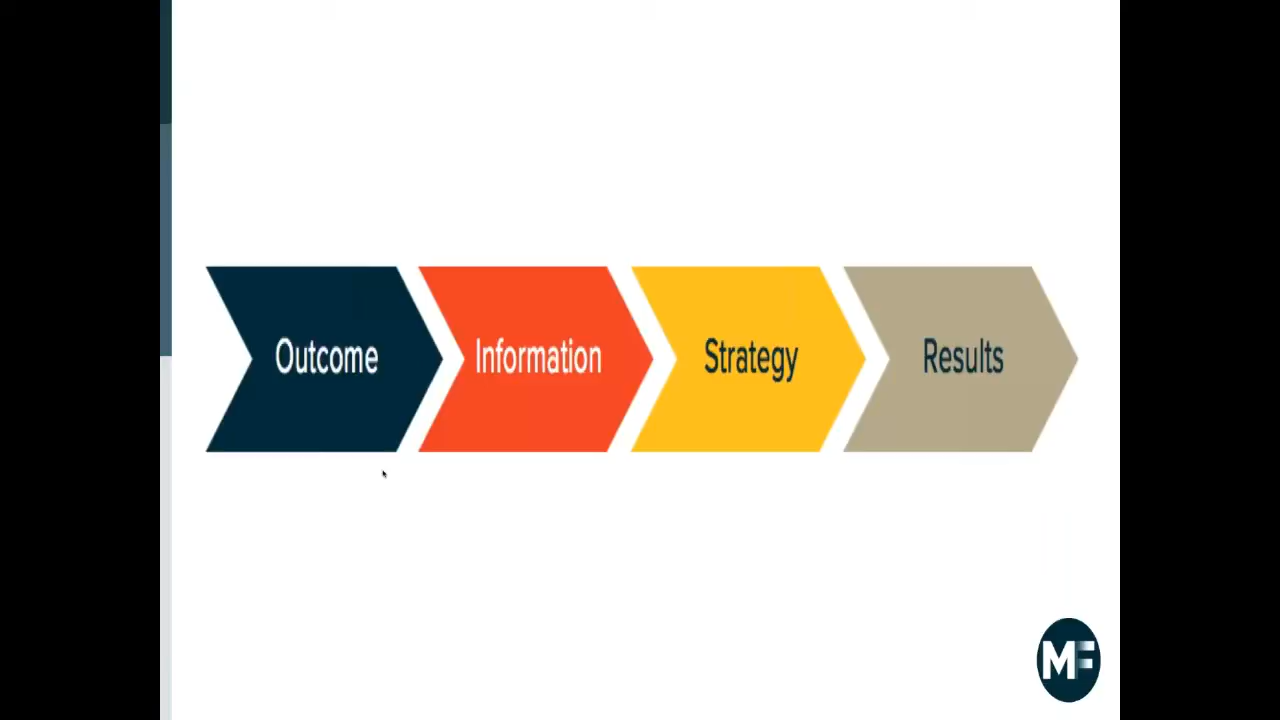 Outcome
Information
Strategy
Results
MF